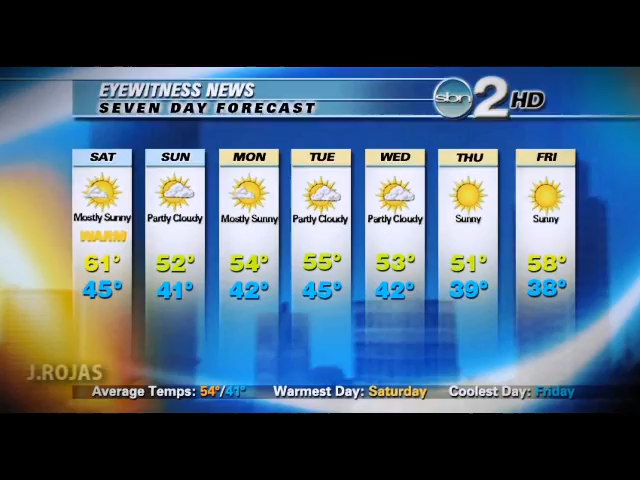 EYEWITNESS NEWS
SEVEN DAY FORECAST
sbn 2 HD
SAT SUN MON TUE WED THU FRI
Mostly Sunny Partly Cloudy Mostly Sunny Partly Cloudy Partly Cloudy Sunny Sunny
WARM
61° 52° 54° 55° 53° 51° 58°
45° 41° 42° 45° 42° 39° 38°
J.ROJAS
Average Temps: 54°/41° Warmest Day: Saturday Coolest Day: Friday